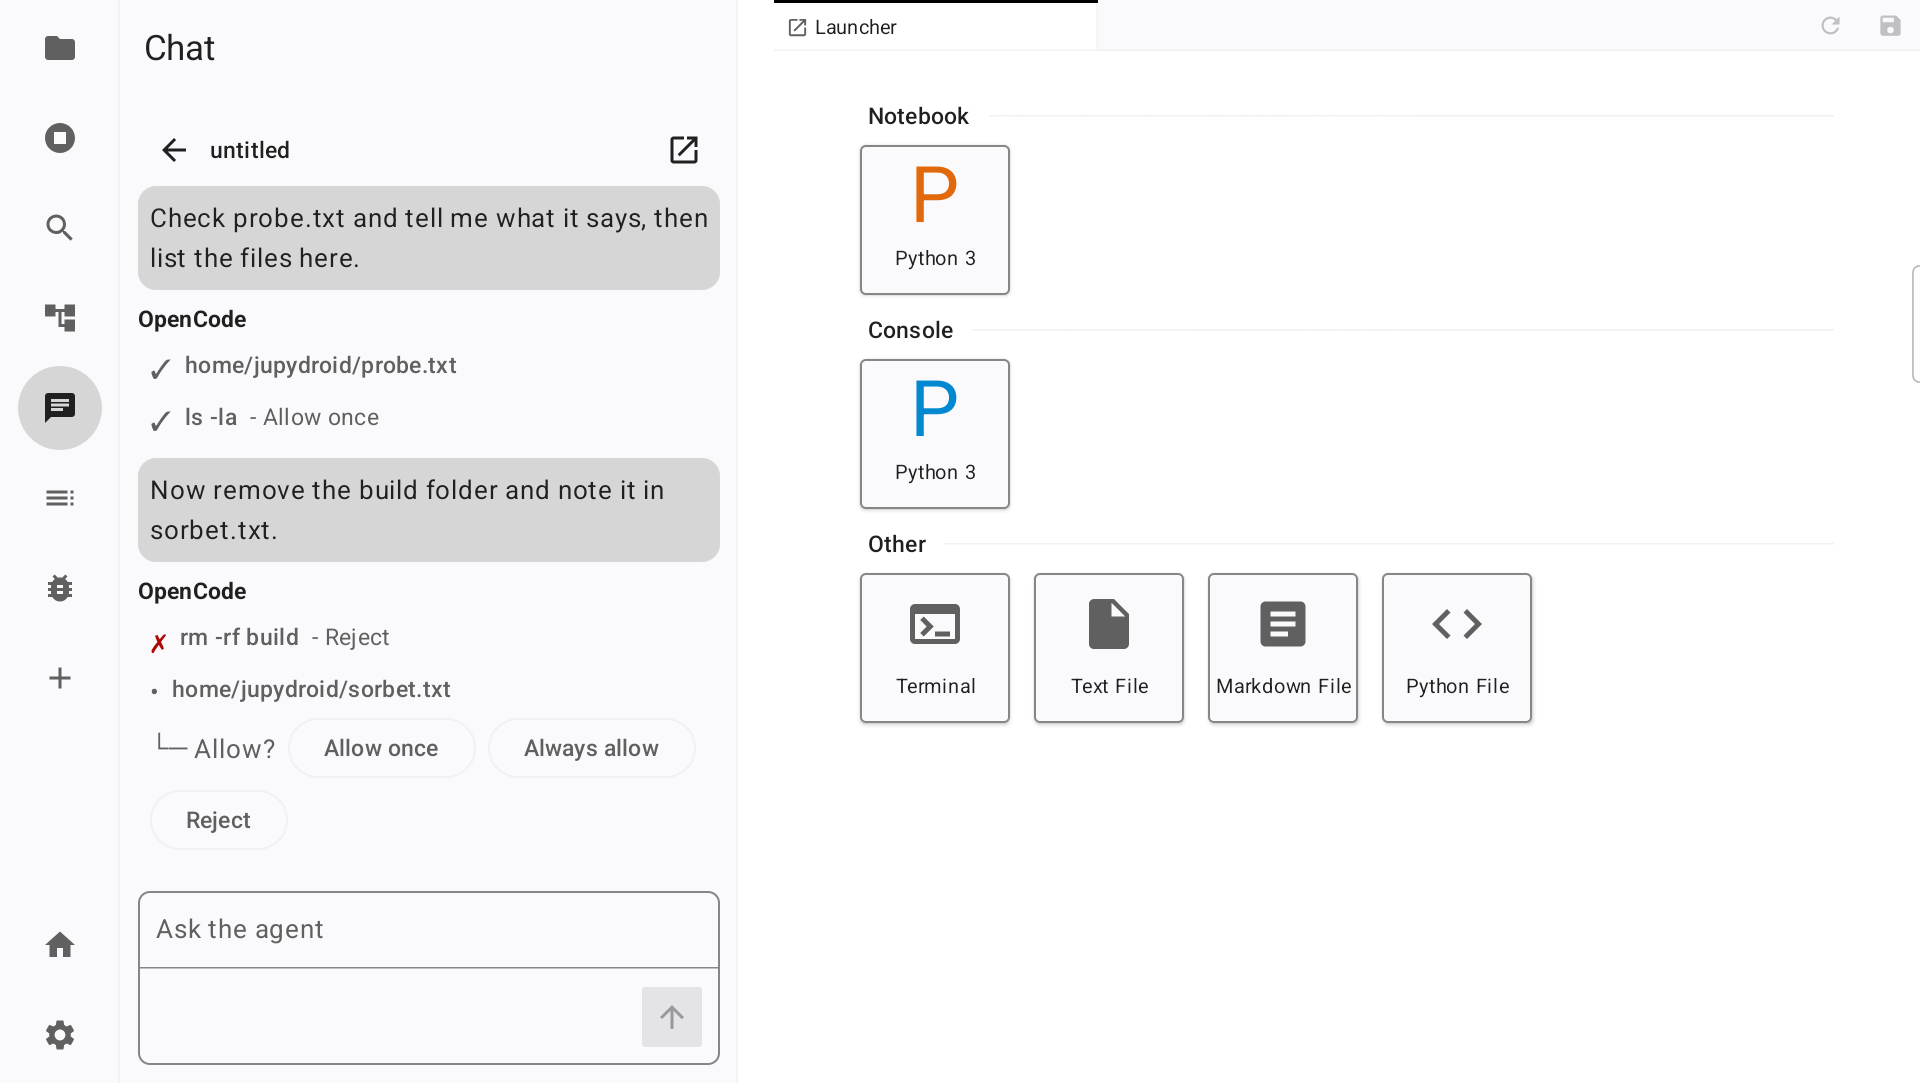 Chat
untitled
Check probe.txt and tell me what it says, then
list the files here.
OpenCode
✓ home/jupydroid/probe.txt
✓ ls -la - Allow once
Now remove the build folder and note it in
sorbet.txt.
OpenCode
✗ rm -rf build - Reject
• home/jupydroid/sorbet.txt
└─ Allow? Allow once Always allow
Reject
Ask the agent
Launcher
Notebook
P
Python 3
Console
P
Python 3
Other
Terminal
Text File
Markdown File
Python File